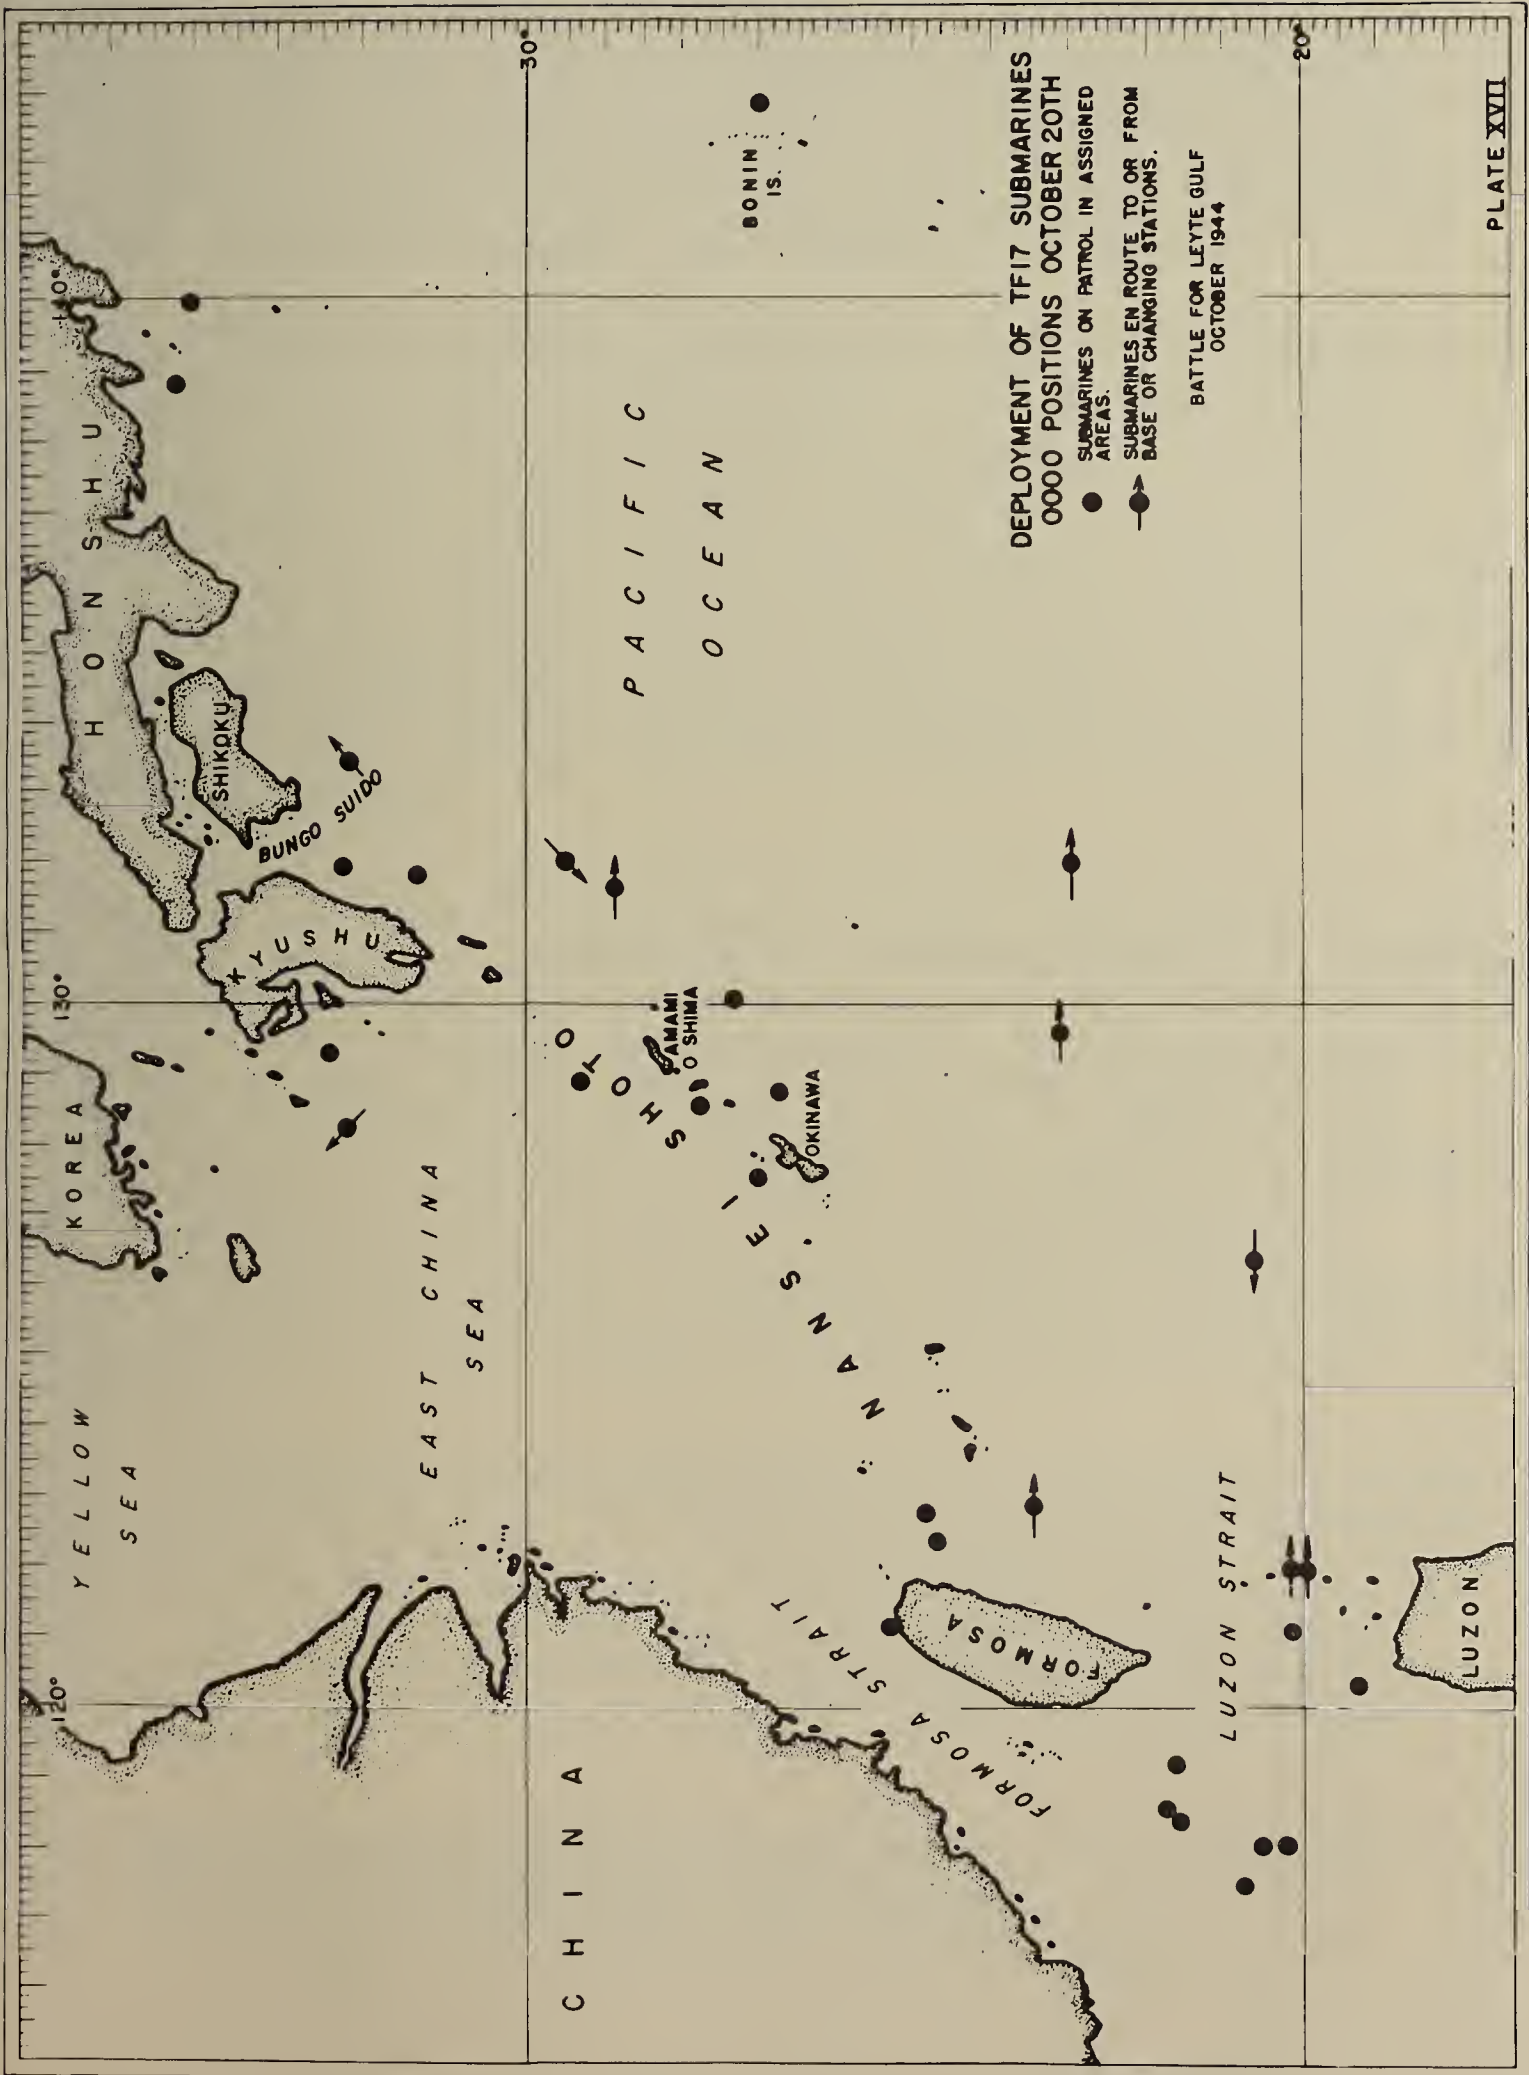 DEPLOYMENT OF TF17 SUBMARINES
0000 POSITIONS OCTOBER 20TH
SUBMARINES ON PATROL IN ASSIGNED
AREAS.
SUBMARINES EN ROUTE TO OR FROM
BASE OR CHANGING STATIONS.
BATTLE FOR LEYTE GULF
OCTOBER 1944
PLATE XVII
120°
130°
140°
30°
20°
YELLOW
SEA
KOREA
HONSHU
SHIKOKU
BUNGO SUIDO
KYUSHU
EAST CHINA
SEA
CHINA
NANSEI SHOTO
AMAMI
O SHIMA
OKINAWA
PACIFIC
OCEAN
BONIN
IS.
FORMOSA STRAIT
FORMOSA
LUZON STRAIT
LUZON